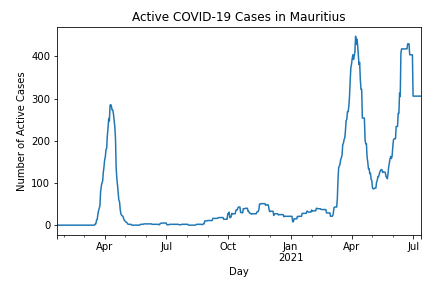 Active COVID-19 Cases in Mauritius
Number of Active Cases
400
300
200
100
0
Apr
Jul
Oct
Jan
2021
Apr
Jul
Day